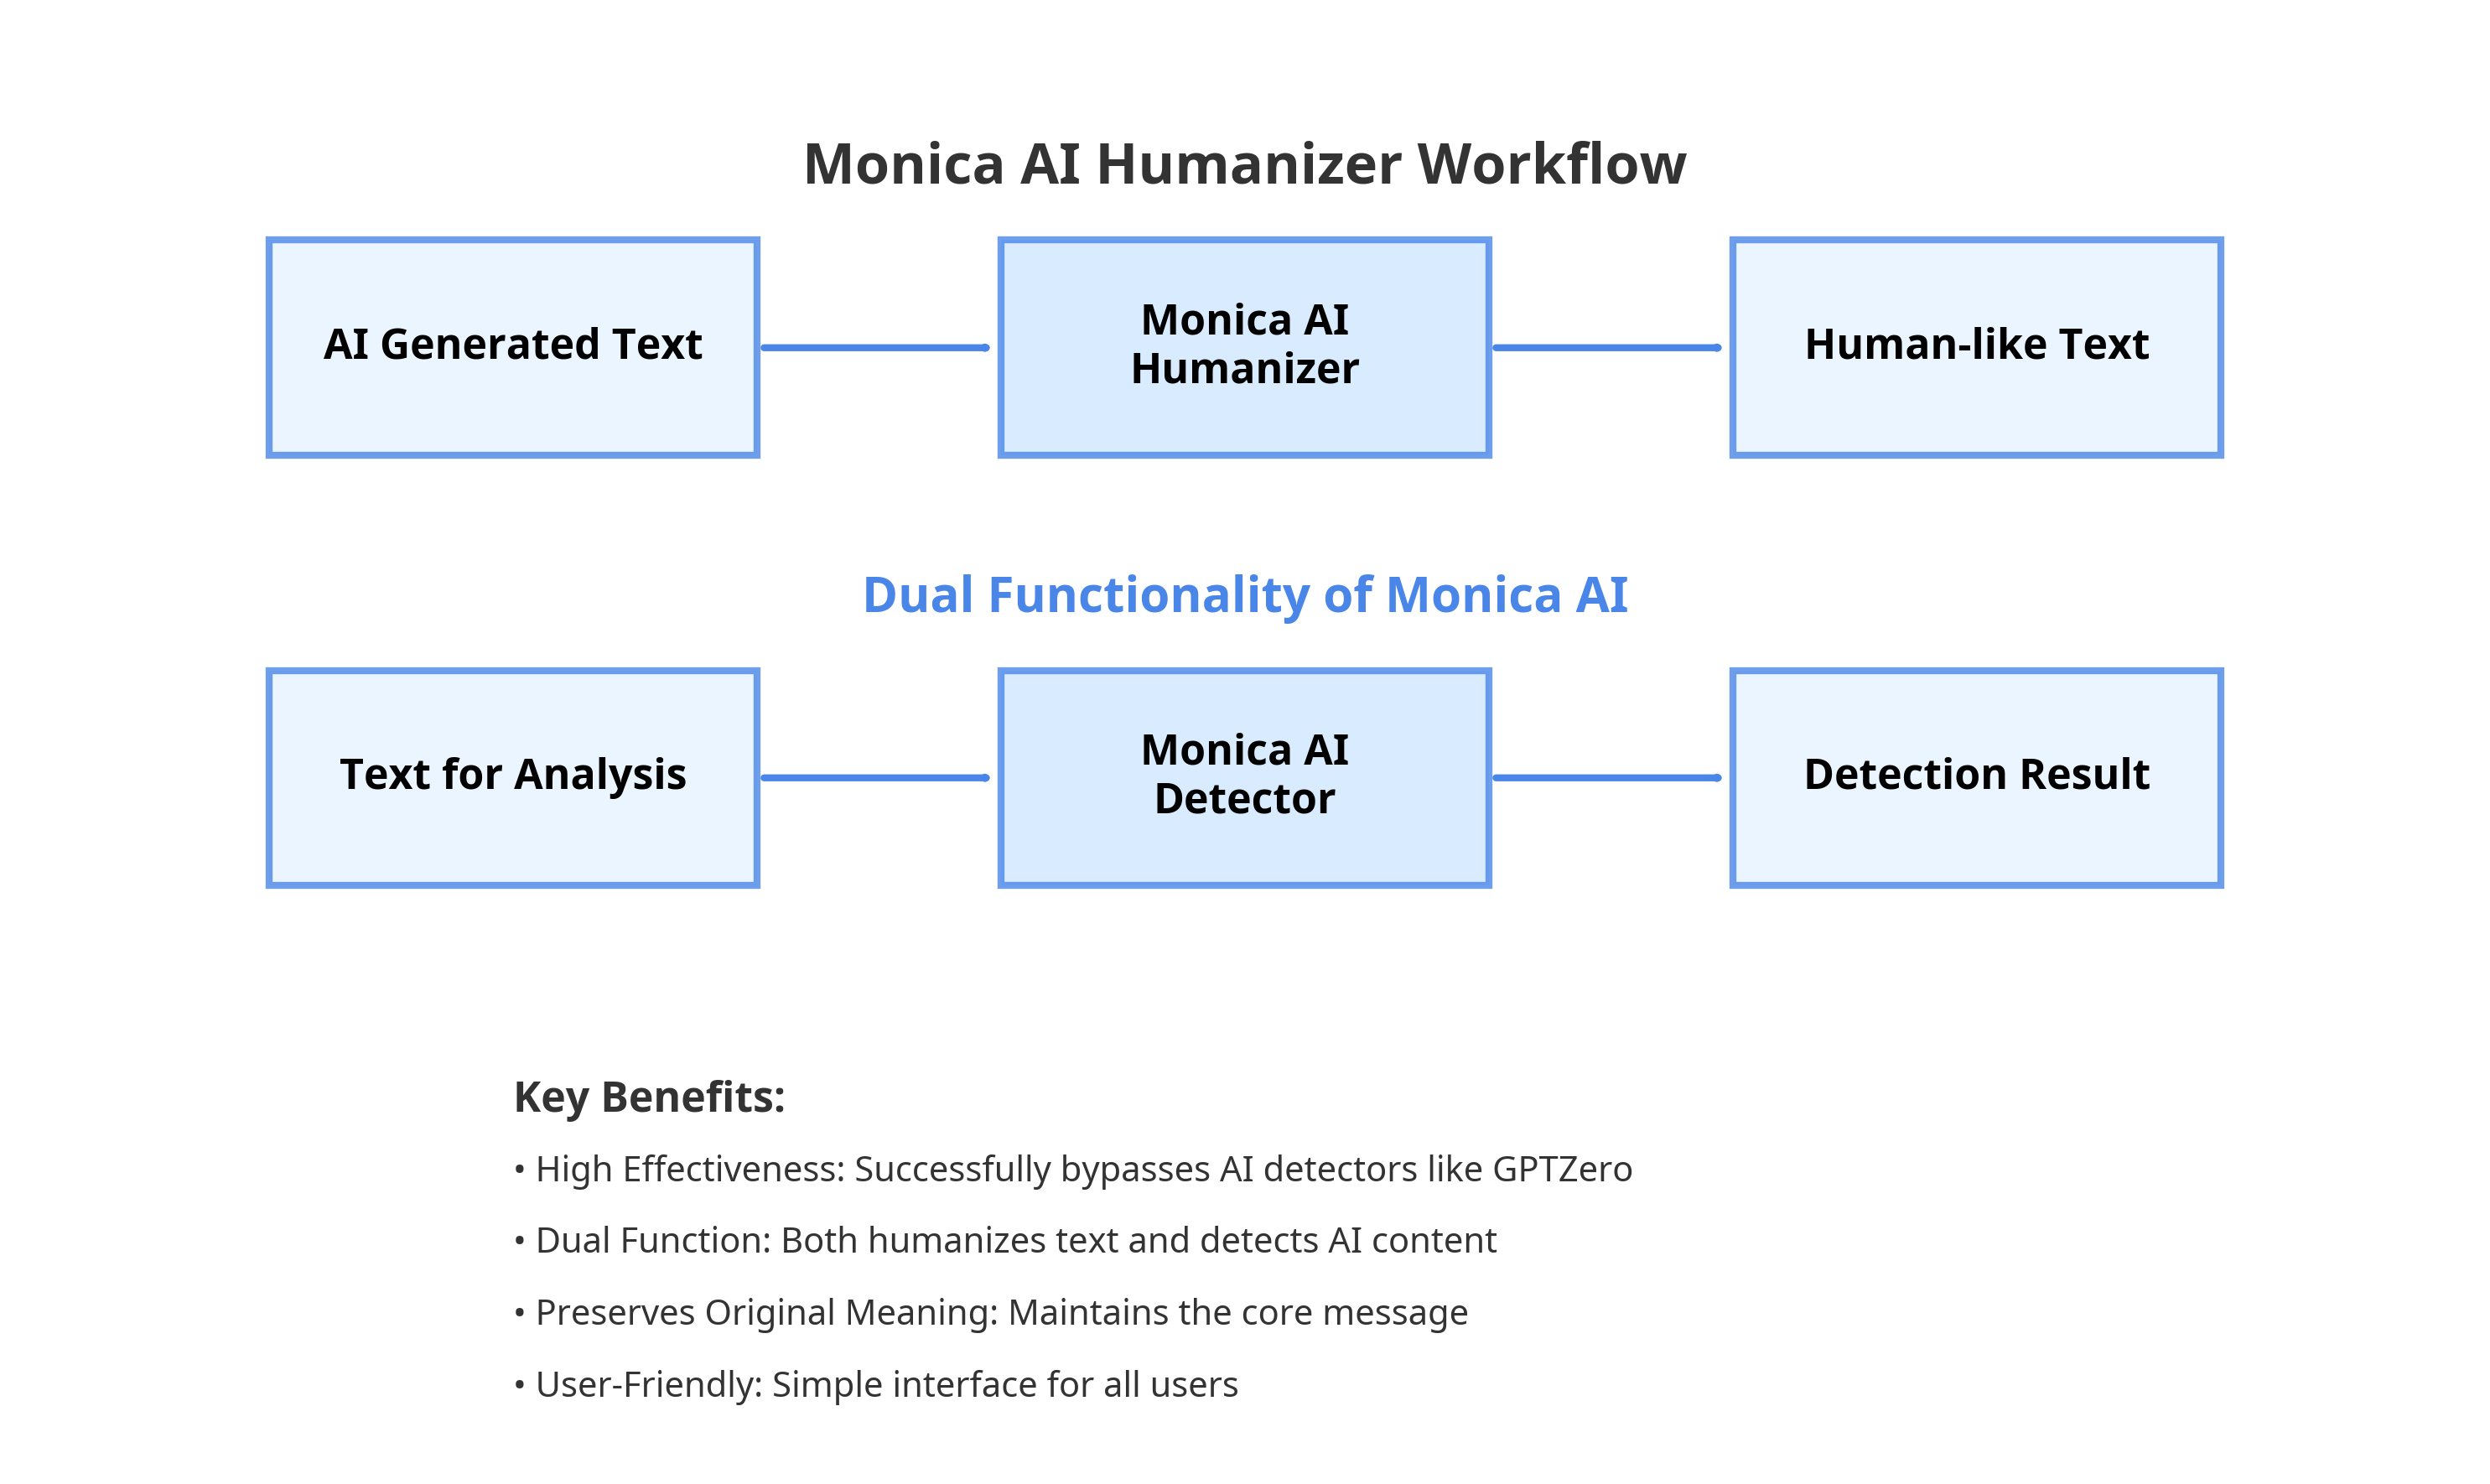 Monica AI Humanizer Workflow
AI Generated Text
Monica AI
Humanizer
Human-like Text
Dual Functionality of Monica AI
Text for Analysis
Monica AI
Detector
Detection Result
Key Benefits:
• High Effectiveness: Successfully bypasses AI detectors like GPTZero
• Dual Function: Both humanizes text and detects AI content
• Preserves Original Meaning: Maintains the core message
• User-Friendly: Simple interface for all users